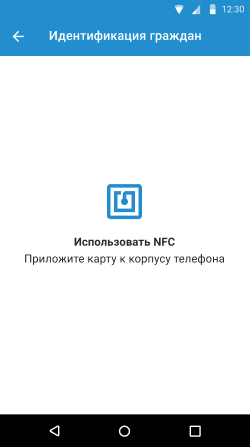 12:30
Идентификация граждан
Использовать NFC
Приложите карту к корпусу телефона